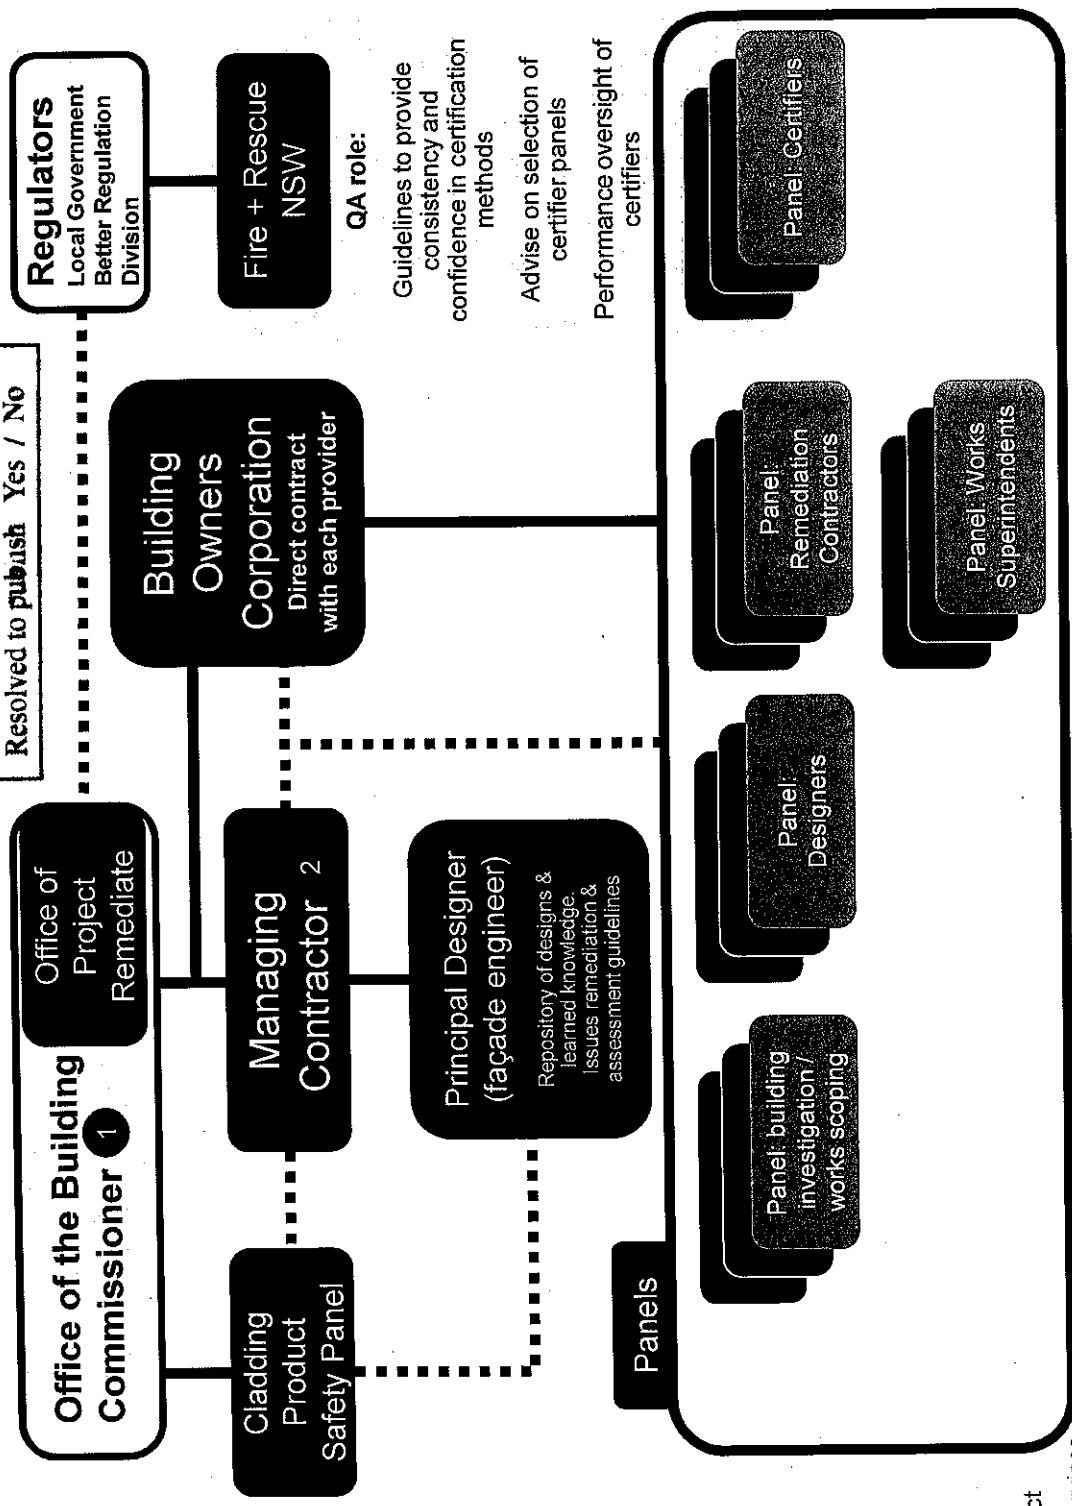 Resolved to publish Yes / No
Office of the Building
Commissioner 1
Office of
Project
Remediate
Regulators
Local Government
Better Regulation
Division
Cladding
Product
Safety Panel
Managing
Contractor 2
Building
Owners
Corporation
Direct contract
with each provider
Fire + Rescue
NSW
QA role:
Guidelines to provide
consistency and
confidence in certification
methods
Advise on selection of
certifier panels
Performance oversight of
certifiers
Principal Designer
(façade engineer)
Repository of designs &
learned knowledge.
Issues remediation &
assessment guidelines
Panels
Panel: building
investigation /
works scoping
Panel:
Designers
Panel:
Remediation
Contractors
Panel: Certifiers
Panel: Works
Superintendents
ct